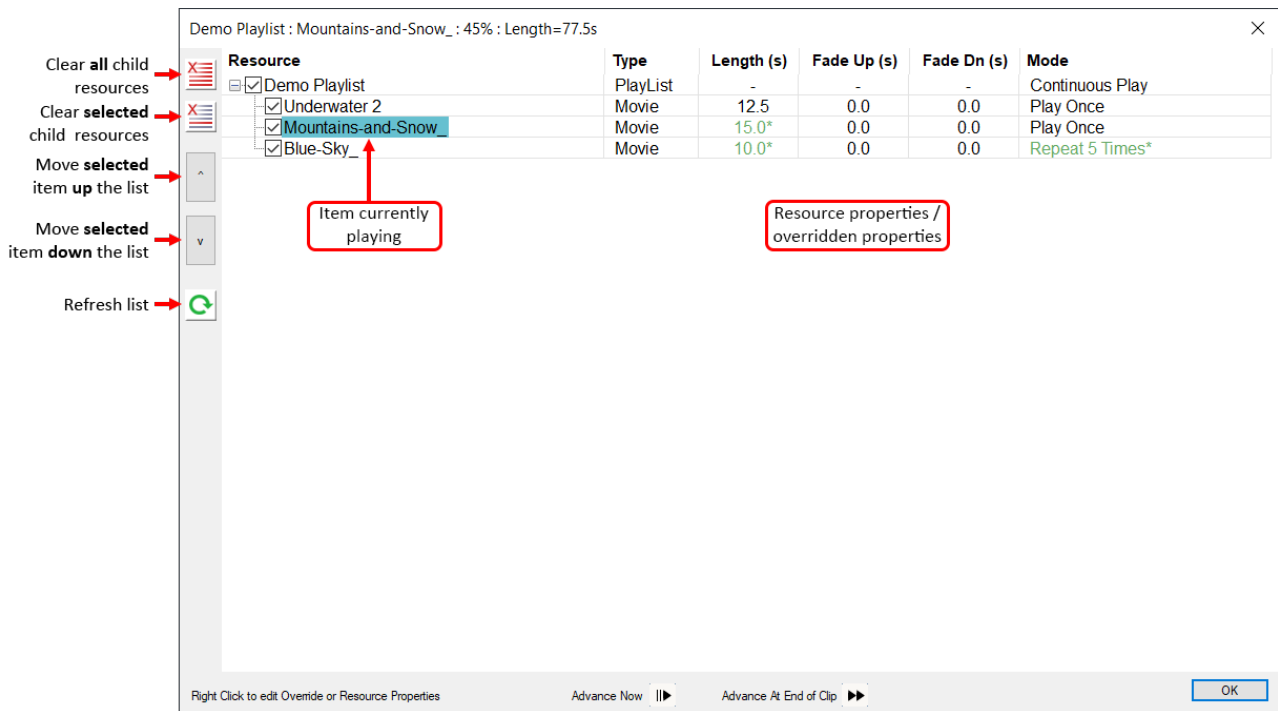 Demo Playlist : Mountains-and-Snow_ : 45% : Length=77.5s
Clear all child
resources
Clear selected
child resources
Move selected
item up the list
^
Move selected
item down the list
v
Refresh list
Resource Type Length (s) Fade Up (s) Fade Dn (s) Mode
Demo Playlist PlayList - - - Continuous Play
Underwater 2 Movie 12.5 0.0 0.0 Play Once
Mountains-and-Snow_ Movie 15.0* 0.0 0.0 Play Once
Blue-Sky_ Movie 10.0* 0.0 0.0 Repeat 5 Times*
Item currently
playing
Resource properties /
overridden properties
Right Click to edit Override or Resource Properties Advance Now Advance At End of Clip OK